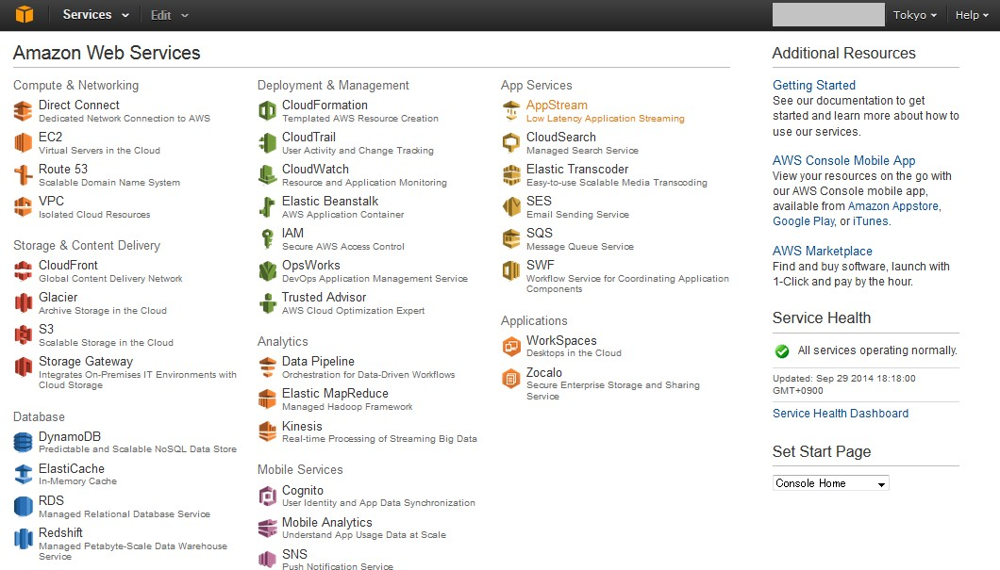 Services
Edit
Tokyo
Help
Amazon Web Services
Compute & Networking
Direct Connect
Dedicated Network Connection to AWS
EC2
Virtual Servers in the Cloud
Route 53
Scalable Domain Name System
VPC
Isolated Cloud Resources
Storage & Content Delivery
CloudFront
Global Content Delivery Network
Glacier
Archive Storage in the Cloud
S3
Scalable Storage in the Cloud
Storage Gateway
Integrates On-Premises IT Environments with
Cloud Storage
Database
DynamoDB
Predictable and Scalable NoSQL Data Store
ElastiCache
In-Memory Cache
RDS
Managed Relational Database Service
Redshift
Managed Petabyte-Scale Data Warehouse
Service
Deployment & Management
CloudFormation
Templated AWS Resource Creation
CloudTrail
User Activity and Change Tracking
CloudWatch
Resource and Application Monitoring
Elastic Beanstalk
AWS Application Container
IAM
Secure AWS Access Control
OpsWorks
DevOps Application Management Service
Trusted Advisor
AWS Cloud Optimization Expert
Analytics
Data Pipeline
Orchestration for Data-Driven Workflows
Elastic MapReduce
Managed Hadoop Framework
Kinesis
Real-time Processing of Streaming Big Data
Mobile Services
Cognito
User Identity and App Data Synchronization
Mobile Analytics
Understand App Usage Data at Scale
SNS
Push Notification Service
App Services
AppStream
Low Latency Application Streaming
CloudSearch
Managed Search Service
Elastic Transcoder
Easy-to-use Scalable Media Transcoding
SES
Email Sending Service
SQS
Message Queue Service
SWF
Workflow Service for Coordinating Application
Components
Applications
WorkSpaces
Desktops in the Cloud
Zocalo
Secure Enterprise Storage and Sharing
Service
Additional Resources
Getting Started
See our documentation to get
started and learn more about how to
use our services.
AWS Console Mobile App
View your resources on the go with
our AWS Console mobile app,
available from Amazon Appstore,
Google Play, or iTunes.
AWS Marketplace
Find and buy software, launch with
1-Click and pay by the hour.
Service Health
All services operating normally.
Updated: Sep 29 2014 18:18:00
GMT+0900
Service Health Dashboard
Set Start Page
Console Home